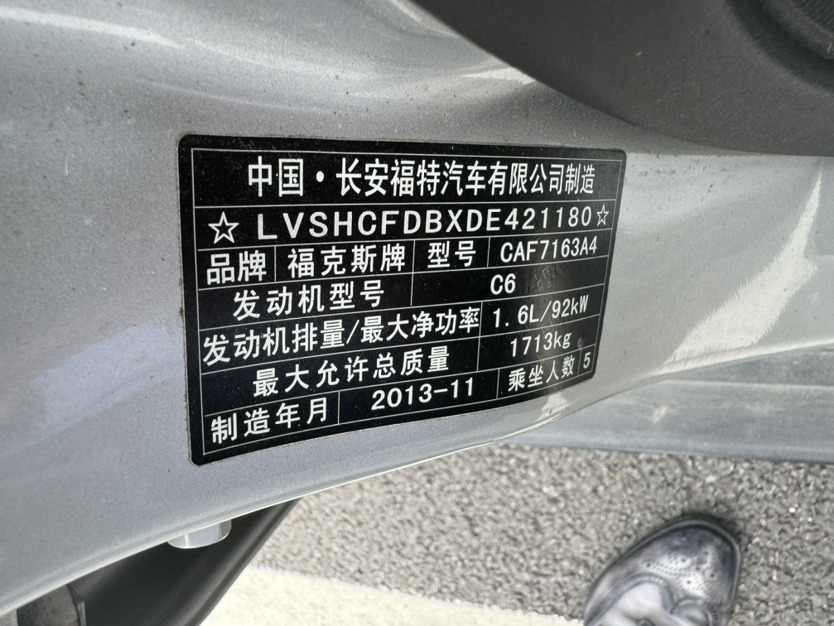 中国·长安福特汽车有限公司制造
☆LVSHCFDBXDE421180☆
品牌 福克斯牌 型号 CAF7163A4
发动机型号 C6
发动机排量/最大净功率 1.6L/92kW
最大允许总质量 1713kg
制造年月 2013-11 乘坐人数 5